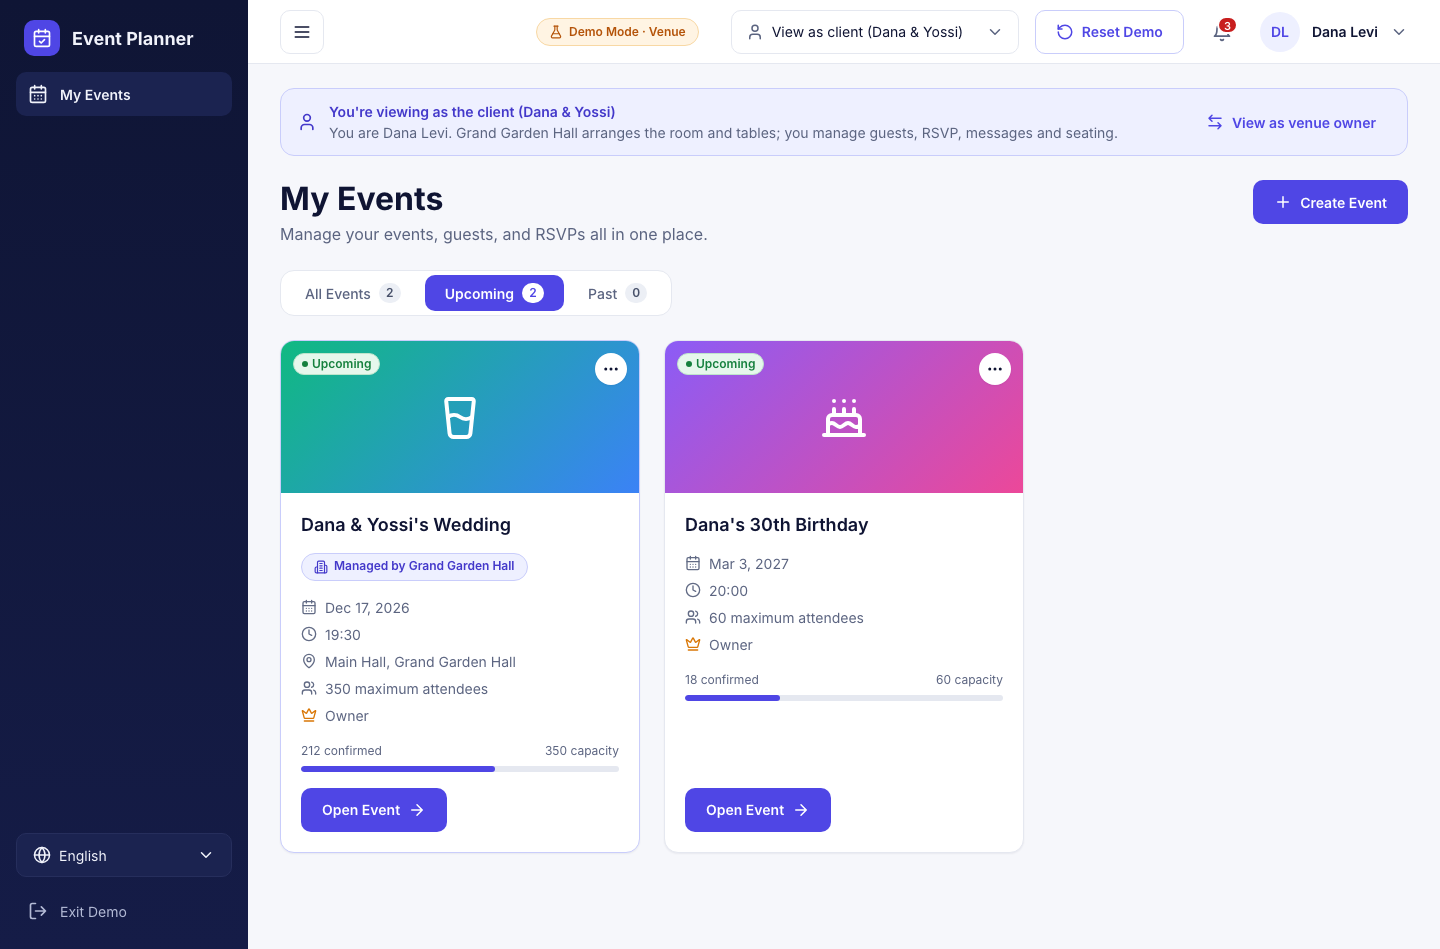 Event Planner
My Events
English
Exit Demo
Demo Mode · Venue
View as client (Dana & Yossi)
Reset Demo
3
DL
Dana Levi
You're viewing as the client (Dana & Yossi)
You are Dana Levi. Grand Garden Hall arranges the room and tables; you manage guests, RSVP, messages and seating.
View as venue owner
My Events
Manage your events, guests, and RSVPs all in one place.
Create Event
All Events 2
Upcoming 2
Past 0
Upcoming
Dana & Yossi's Wedding
Managed by Grand Garden Hall
Dec 17, 2026
19:30
Main Hall, Grand Garden Hall
350 maximum attendees
Owner
212 confirmed 350 capacity
Open Event
Upcoming
Dana's 30th Birthday
Mar 3, 2027
20:00
60 maximum attendees
Owner
18 confirmed 60 capacity
Open Event